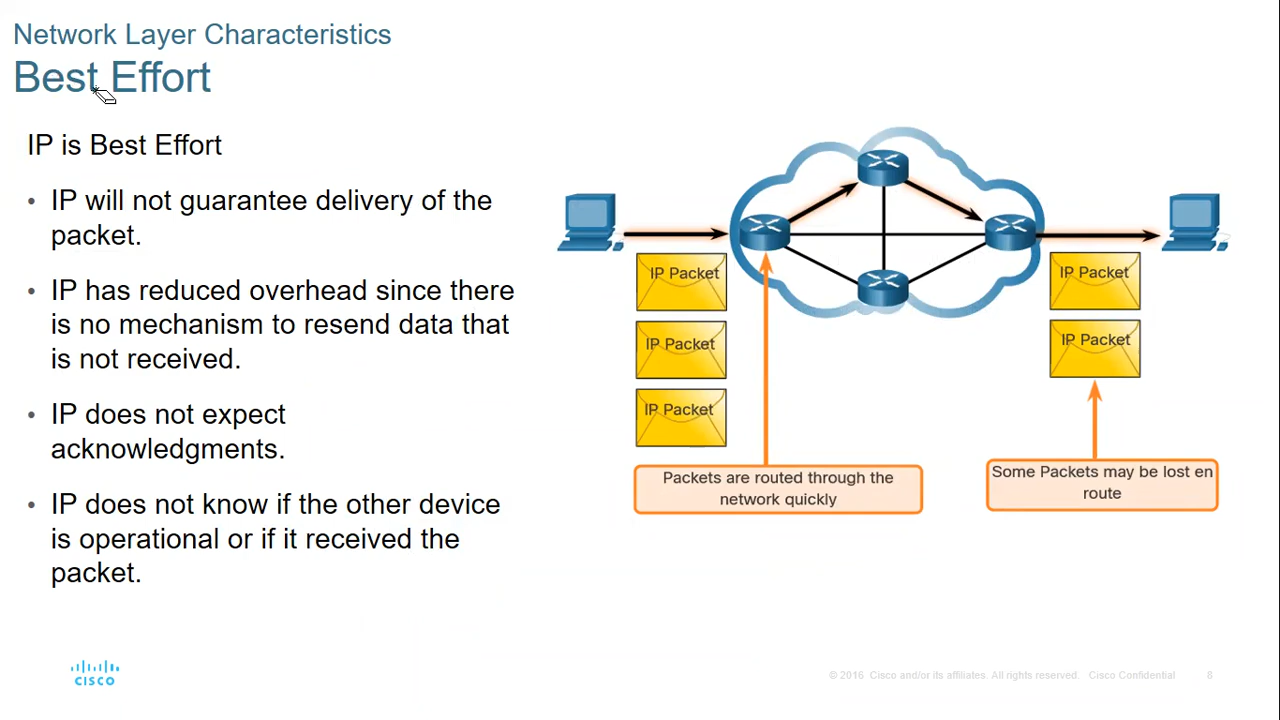 Network Layer Characteristics
Best Effort
IP is Best Effort
• IP will not guarantee delivery of the
packet.
• IP has reduced overhead since there
is no mechanism to resend data that
is not received.
• IP does not expect
acknowledgments.
• IP does not know if the other device
is operational or if it received the
packet.
IP Packet
IP Packet
IP Packet
Packets are routed through the
network quickly
IP Packet
IP Packet
Some Packets may be lost en
route
CISCO
© 2016 Cisco and/or its affiliates. All rights reserved. Cisco Confidential 8